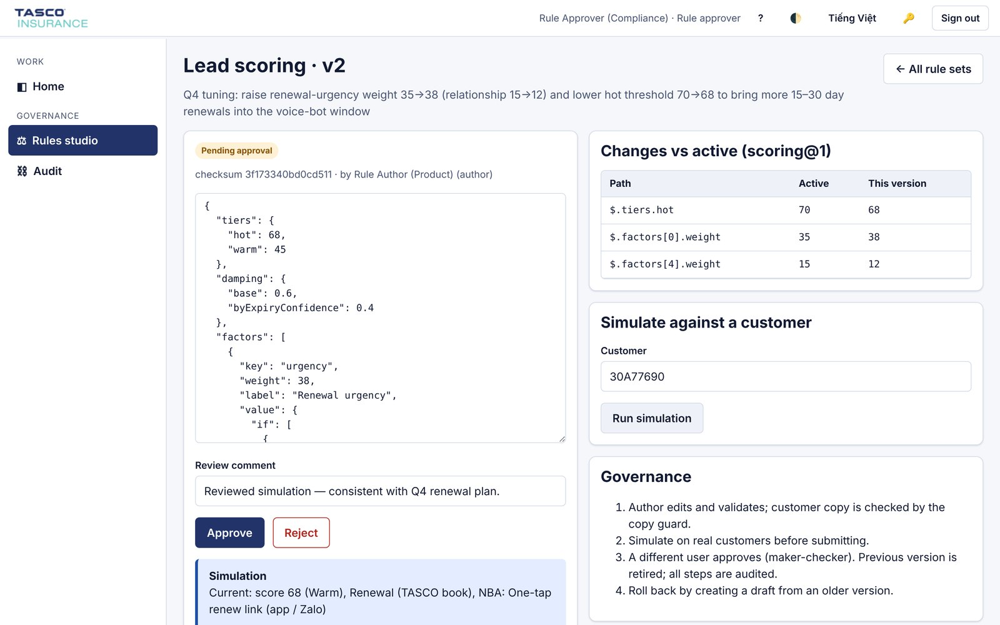 TASCO
INSURANCE
Rule Approver (Compliance) · Rule approver
?
Tiếng Việt
Sign out
WORK
Home
GOVERNANCE
Rules studio
Audit
Lead scoring · v2
← All rule sets
Q4 tuning: raise renewal-urgency weight 35→38 (relationship 15→12) and lower hot threshold 70→68 to bring more 15–30 day
renewals into the voice-bot window
Pending approval
checksum 3f173340bd0cd511 · by Rule Author (Product) (author)
{
  "tiers": {
    "hot": 68,
    "warm": 45
  },
  "damping": {
    "base": 0.6,
    "byExpiryConfidence": 0.4
  },
  "factors": [
    {
      "key": "urgency",
      "weight": 38,
      "label": "Renewal urgency",
      "value": {
        "if": [
          {
Review comment
Reviewed simulation — consistent with Q4 renewal plan.
Approve
Reject
Simulation
Current: score 68 (Warm), Renewal (TASCO book), NBA: One-tap
renew link (app / Zalo)
Changes vs active (scoring@1)
Path Active This version
$.tiers.hot 70 68
$.factors[0].weight 35 38
$.factors[4].weight 15 12
Simulate against a customer
Customer
30A77690
Run simulation
Governance
1. Author edits and validates; customer copy is checked by the
copy guard.
2. Simulate on real customers before submitting.
3. A different user approves (maker-checker). Previous version is
retired; all steps are audited.
4. Roll back by creating a draft from an older version.